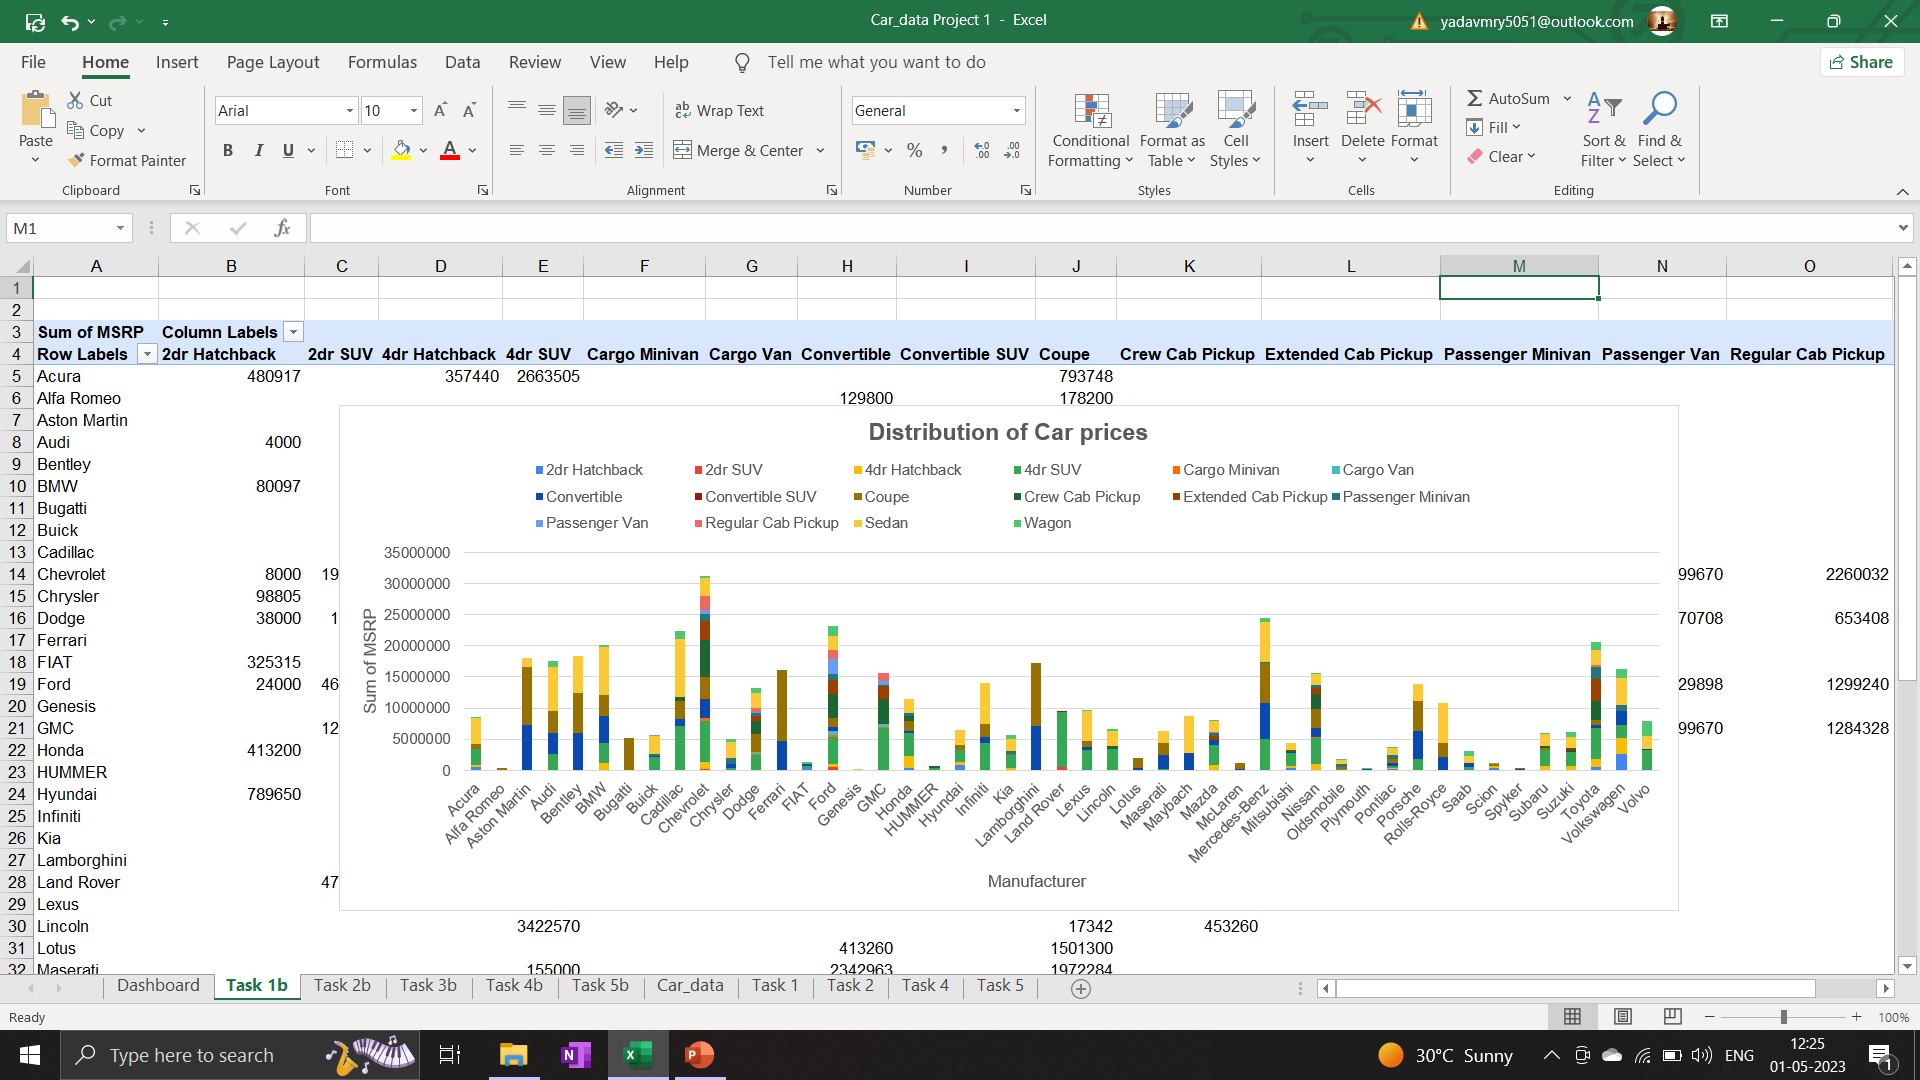 Car_data Project 1 - Excel
yadavmry5051@outlook.com
File Home Insert Page Layout Formulas Data Review View Help Tell me what you want to do
Share
Paste
Cut
Copy
Format Painter
Clipboard
Arial 10
B I U
Font
Wrap Text
Merge & Center
Alignment
General
Number
Conditional Formatting
Format as Table
Cell Styles
Styles
Insert Delete Format
Cells
AutoSum
Fill
Clear
Sort & Filter
Find & Select
Editing
M1
fx
A B C D E F G H I J K L M N O
1
2
3 Sum of MSRP Column Labels
4 Row Labels 2dr Hatchback 2dr SUV 4dr Hatchback 4dr SUV Cargo Minivan Cargo Van Convertible Convertible SUV Coupe Crew Cab Pickup Extended Cab Pickup Passenger Minivan Passenger Van Regular Cab Pickup
5 Acura 480917 357440 2663505 793748
6 Alfa Romeo 129800 178200
7 Aston Martin
8 Audi 4000
9 Bentley
10 BMW 80097
11 Bugatti
12 Buick
13 Cadillac
14 Chevrolet 8000 19 99670 2260032
15 Chrysler 98805
16 Dodge 38000 1 70708 653408
17 Ferrari
18 FIAT 325315
19 Ford 24000 46 29898 1299240
20 Genesis
21 GMC 12 99670 1284328
22 Honda 413200
23 HUMMER
24 Hyundai 789650
25 Infiniti
26 Kia
27 Lamborghini
28 Land Rover 47
29 Lexus
30 Lincoln 3422570 17342 453260
31 Lotus 413260 1501300
32 Maserati 155000 2342963 1972284
Distribution of Car prices
2dr Hatchback 2dr SUV 4dr Hatchback 4dr SUV Cargo Minivan Cargo Van
Convertible Convertible SUV Coupe Crew Cab Pickup Extended Cab Pickup Passenger Minivan
Passenger Van Regular Cab Pickup Sedan Wagon
Sum of MSRP
35000000
30000000
25000000
20000000
15000000
10000000
5000000
0
Acura Alfa Romeo Aston Martin Audi Bentley BMW Bugatti Buick Cadillac Chevrolet Chrysler Dodge Ferrari FIAT Ford Genesis GMC Honda HUMMER Hyundai Infiniti Kia Lamborghini Land Rover Lexus Lincoln Lotus Maserati Maybach Mazda McLaren Mercedes-Benz Mitsubishi Nissan Oldsmobile Plymouth Pontiac Porsche Rolls-Royce Saab Scion Spyker Subaru Suzuki Toyota Volkswagen Volvo
Manufacturer
Dashboard Task 1b Task 2b Task 3b Task 4b Task 5b Car_data Task 1 Task 2 Task 4 Task 5
Ready
100%
Type here to search
30°C Sunny
ENG
12:25
01-05-2023
1